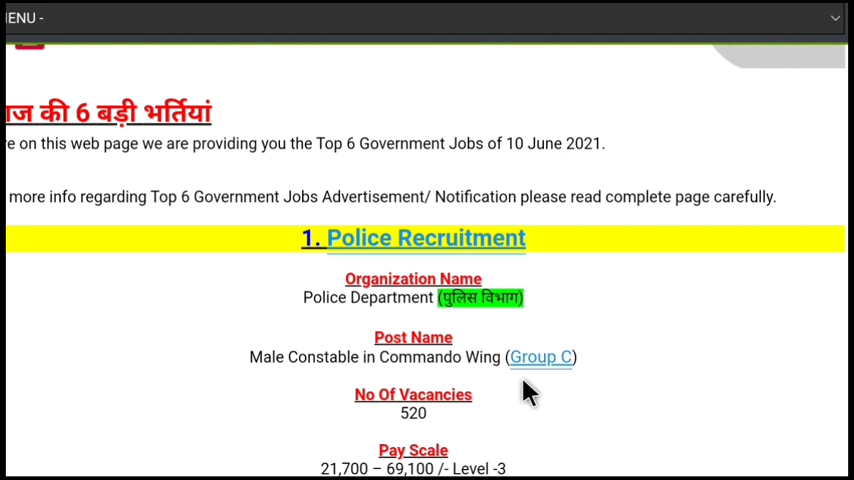 ENU -
की 6 बड़ी भर्तियां
on this web page we are providing you the Top 6 Government Jobs of 10 June 2021.
more info regarding Top 6 Government Jobs Advertisement/ Notification please read complete page carefully.
1. Police Recruitment
Organization Name
Police Department (पुलिस विभाग)
Post Name
Male Constable in Commando Wing (Group C)
No Of Vacancies
520
Pay Scale
21,700 – 69,100 /- Level -3